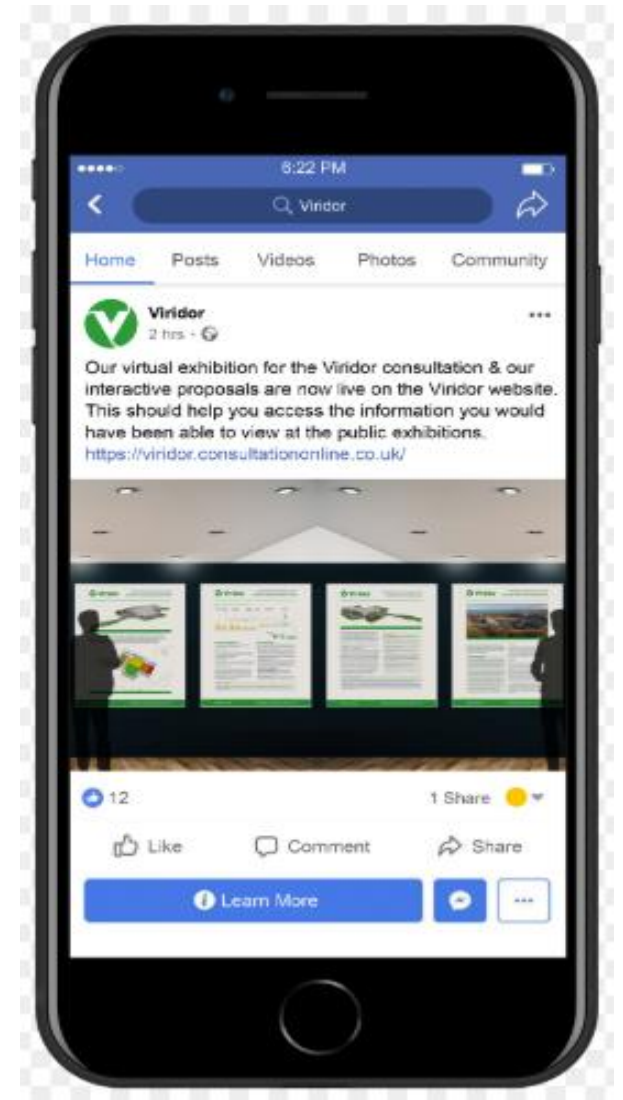 6:22 PM
Viridor
Home Posts Videos Photos Community
Viridor
2 hrs
Our virtual exhibition for the Viridor consultation & our
interactive proposals are now live on the Viridor website.
This should help you access the information you would
have been able to view at the public exhibitions.
https://viridor.consultationonline.co.uk/
12
1 Share
Like Comment Share
Learn More